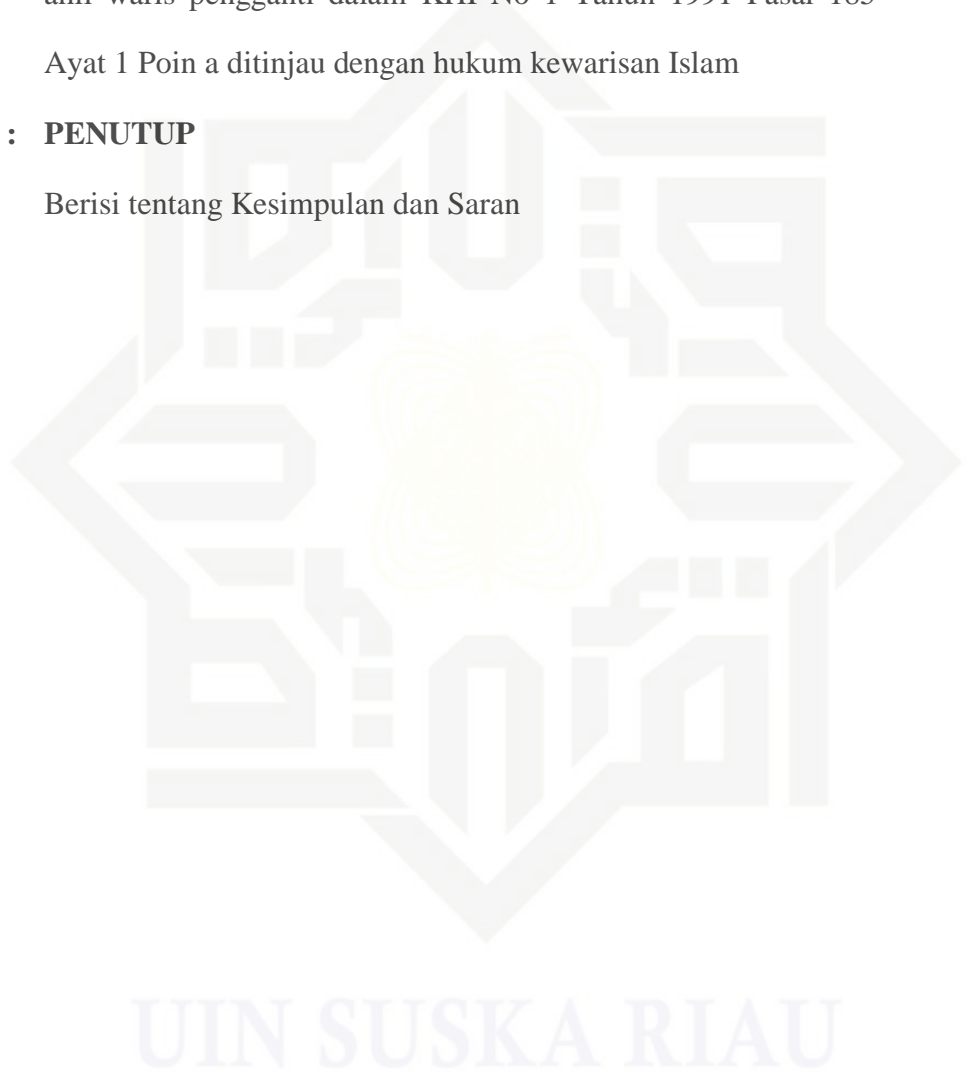 ahli waris pengganti dalam KHI No 1 Tahun 1991 Pasal 185
Ayat 1 Poin a ditinjau dengan hukum kewarisan Islam
: PENUTUP
Berisi tentang Kesimpulan dan Saran
UIN SUSKA RIAU